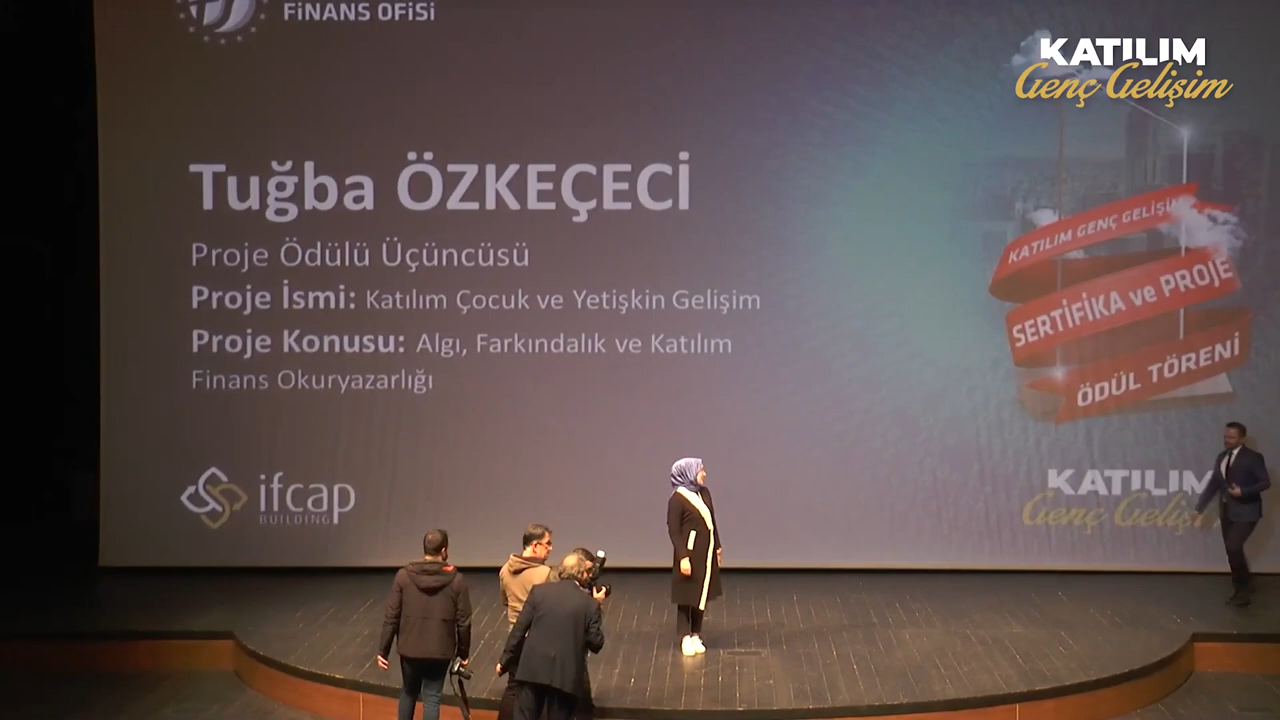 FİNANS OFİSİ
KATILIM
Genç Gelişim
Tuğba ÖZKEÇECİ
Proje Ödülü Üçüncüsü
Proje İsmi: Katılım Çocuk ve Yetişkin Gelişim
Proje Konusu: Algı, Farkındalık ve Katılım
Finans Okuryazarlığı
KATILIM GENÇ GELİŞİM
SERTİFİKA ve PROJE
ÖDÜL TÖRENİ
ifcap
BUILDING
KATILIM
Genç Gelişim